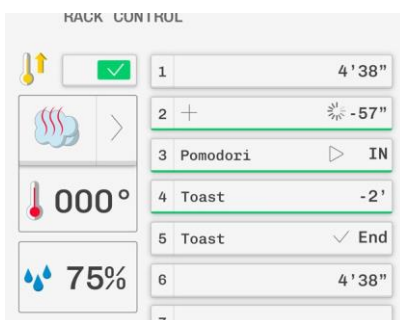 RACK CONTROL
1 4'38"
2 + -57"
3 Pomodori IN
4 Toast -2'
000°
5 Toast End
75%
6 4'38"